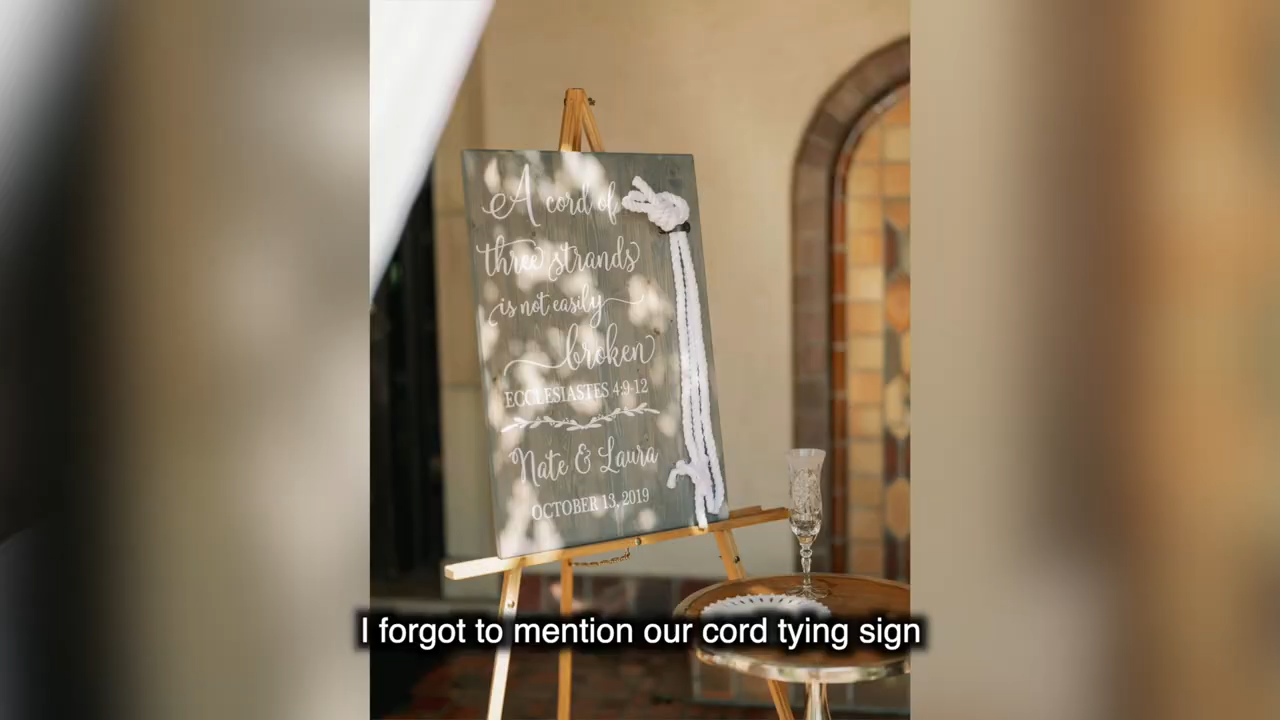 A cord of
three strands
is not easily
broken
ECCLESIASTES 4:9-12
Nate & Laura
OCTOBER 13, 2019
I forgot to mention our cord tying sign